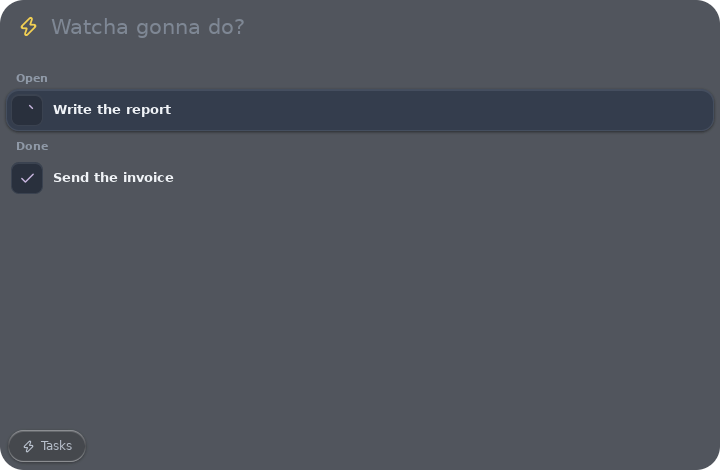 Watcha gonna do?
Open
Write the report
Done
Send the invoice
Tasks